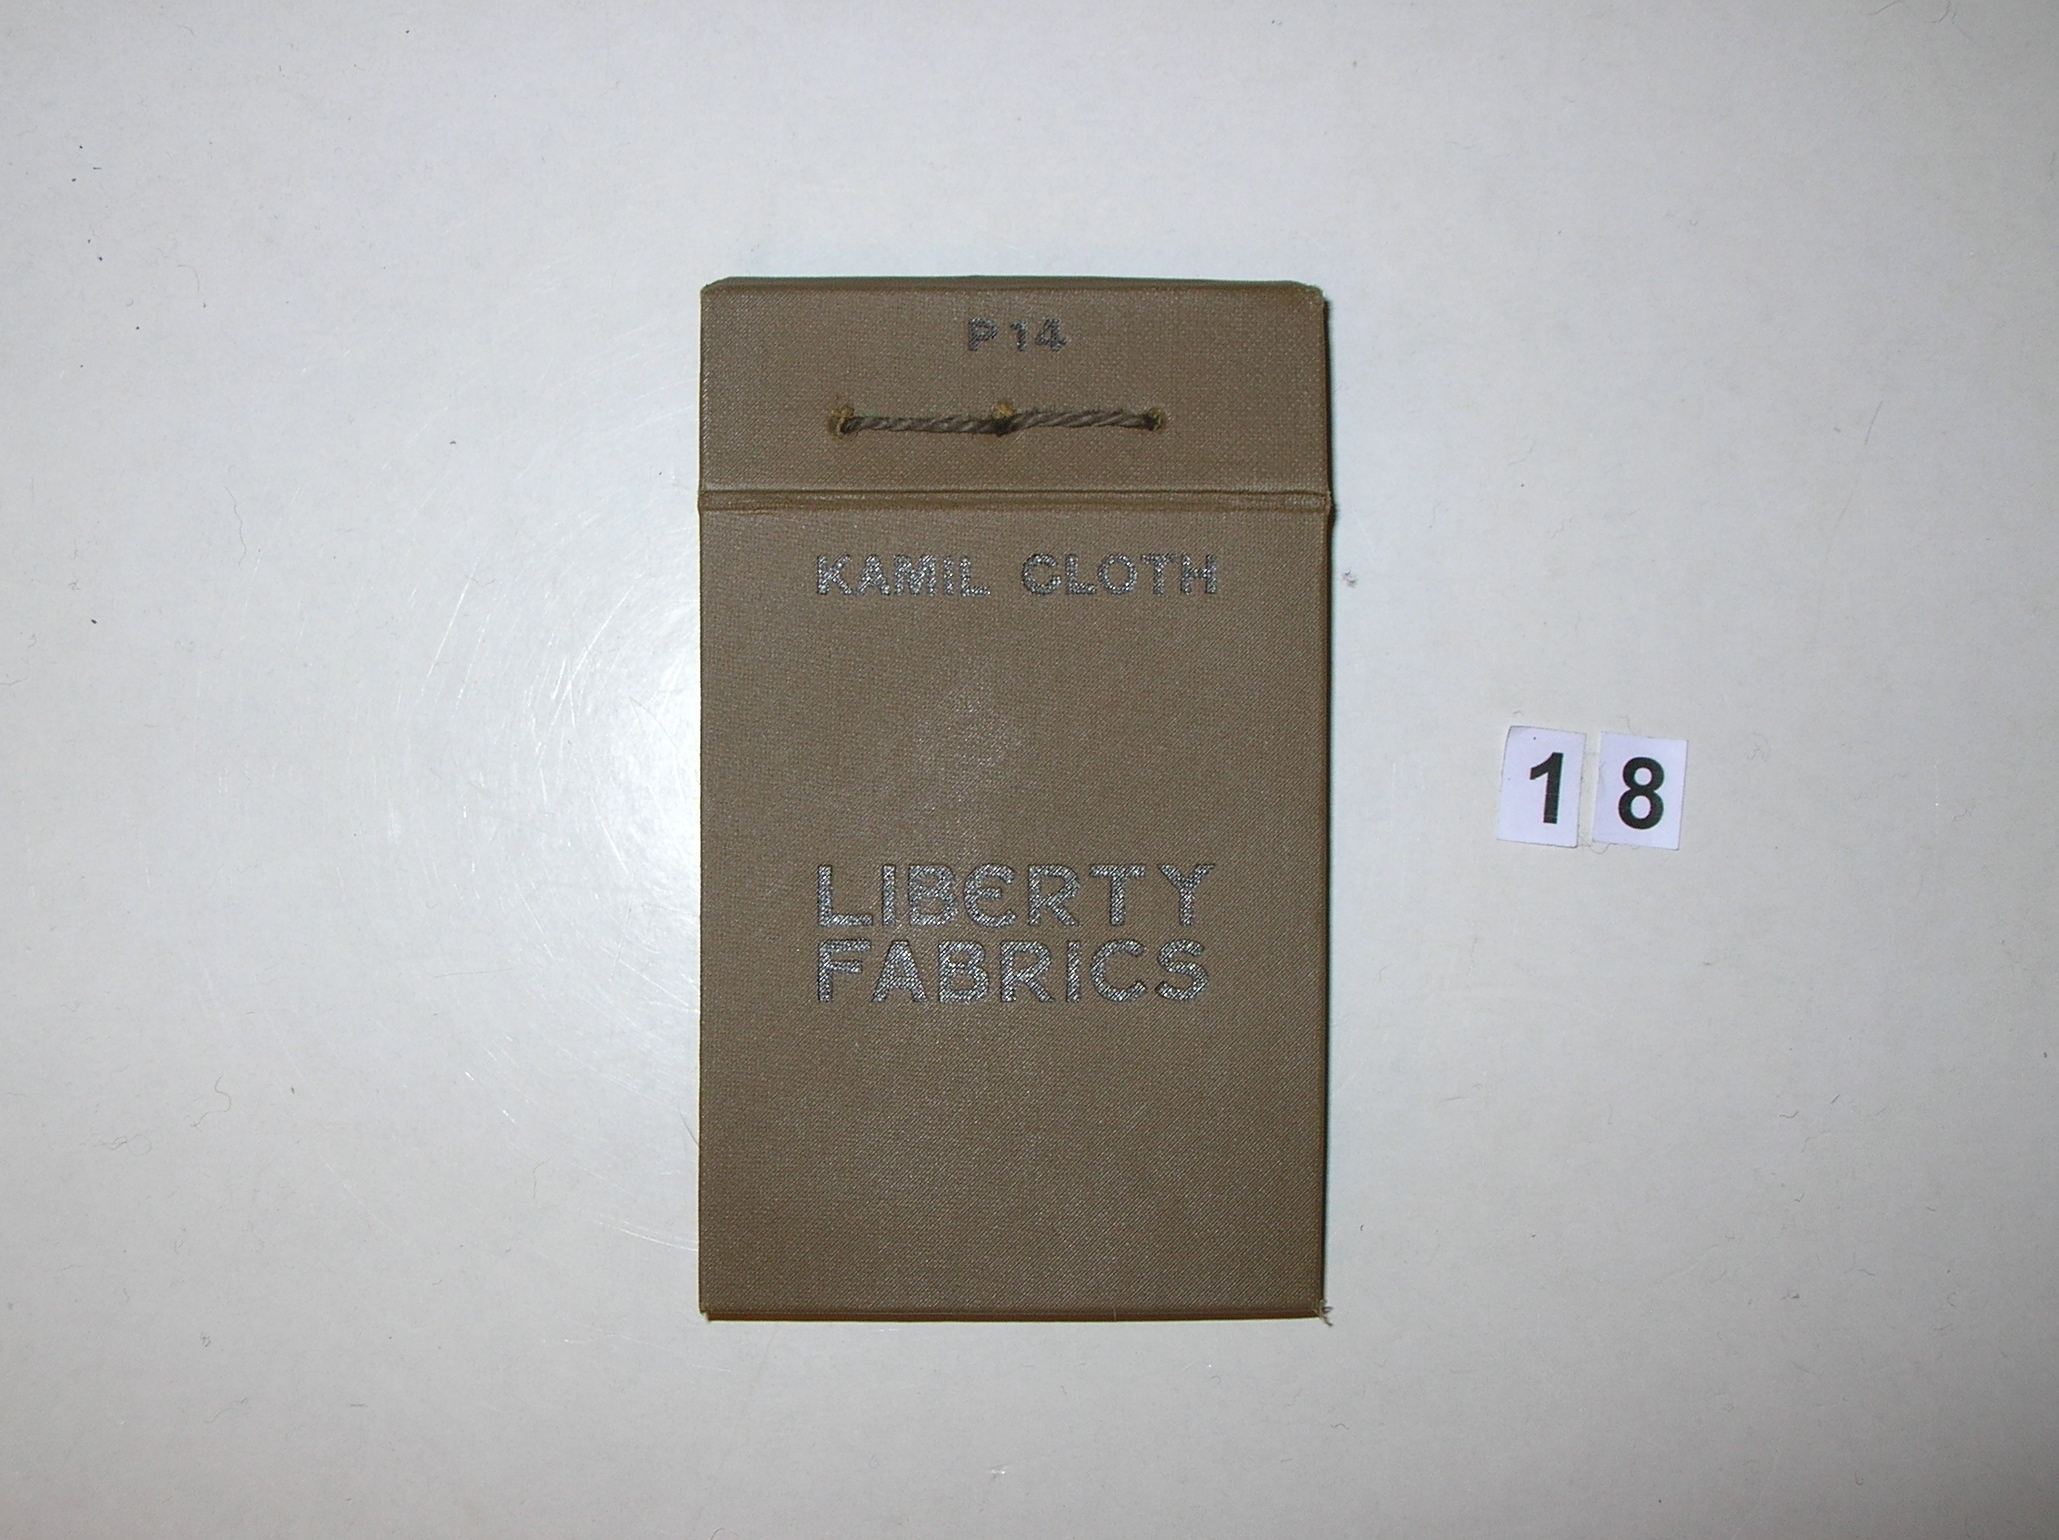 P14
KAMIL CLOTH
LIBERTY
FABRICS
18